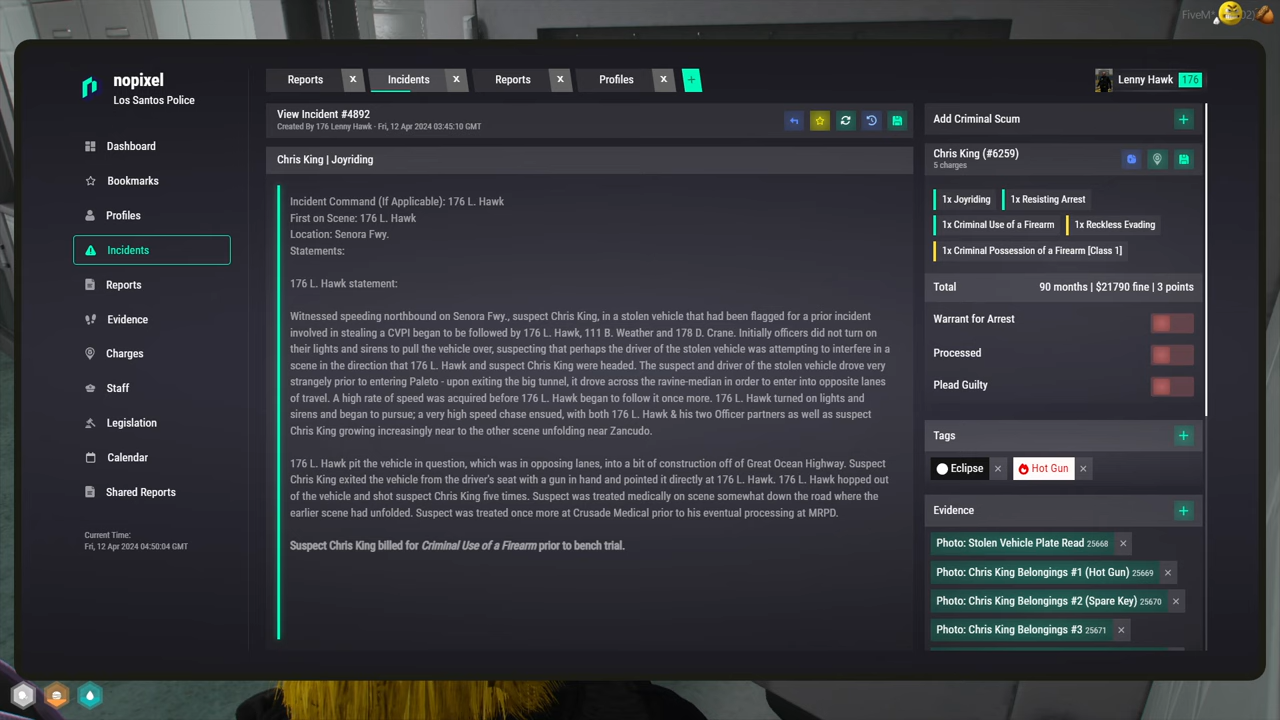 FiveM*
02)
nopixel
Los Santos Police
Reports x Incidents x Reports x Profiles x +
Lenny Hawk 176
Dashboard
Bookmarks
Profiles
Incidents
Reports
Evidence
Charges
Staff
Legislation
Calendar
Shared Reports
Current Time:
Fri, 12 Apr 2024 04:50:04 GMT
View Incident #4892
Created By 176 Lenny Hawk - Fri, 12 Apr 2024 03:45:10 GMT
Chris King | Joyriding
Incident Command (If Applicable): 176 L. Hawk
First on Scene: 176 L. Hawk
Location: Senora Fwy.
Statements:
176 L. Hawk statement:
Witnessed speeding northbound on Senora Fwy., suspect Chris King, in a stolen vehicle that had been flagged for a prior incident
involved in stealing a CVPI began to be followed by 176 L. Hawk, 111 B. Weather and 178 D. Crane. Initially officers did not turn on
their lights and sirens to pull the vehicle over, suspecting that perhaps the driver of the stolen vehicle was attempting to interfere in a
scene in the direction that 176 L. Hawk and suspect Chris King were headed. The suspect and driver of the stolen vehicle drove very
strangely prior to entering Paleto - upon exiting the big tunnel, it drove across the ravine-median in order to enter into opposite lanes
of travel. A high rate of speed was acquired before 176 L. Hawk began to follow it once more. 176 L. Hawk turned on lights and
sirens and began to pursue; a very high speed chase ensued, with both 176 L. Hawk & his two Officer partners as well as suspect
Chris King growing increasingly near to the other scene unfolding near Zancudo.
176 L. Hawk pit the vehicle in question, which was in opposing lanes, into a bit of construction off of Great Ocean Highway. Suspect
Chris King exited the vehicle from the driver's seat with a gun in hand and pointed it directly at 176 L. Hawk. 176 L. Hawk hopped out
of the vehicle and shot suspect Chris King five times. Suspect was treated medically on scene somewhat down the road where the
earlier scene had unfolded. Suspect was treated once more at Crusade Medical prior to his eventual processing at MRPD.
Suspect Chris King billed for Criminal Use of a Firearm prior to bench trial.
Add Criminal Scum +
Chris King (#6259)
5 charges
1x Joyriding 1x Resisting Arrest
1x Criminal Use of a Firearm 1x Reckless Evading
1x Criminal Possession of a Firearm [Class 1]
Total 90 months | $21790 fine | 3 points
Warrant for Arrest
Processed
Plead Guilty
Tags +
Eclipse × Hot Gun ×
Evidence +
Photo: Stolen Vehicle Plate Read 25668 ×
Photo: Chris King Belongings #1 (Hot Gun) 25669 ×
Photo: Chris King Belongings #2 (Spare Key) 25670 ×
Photo: Chris King Belongings #3 25671 ×